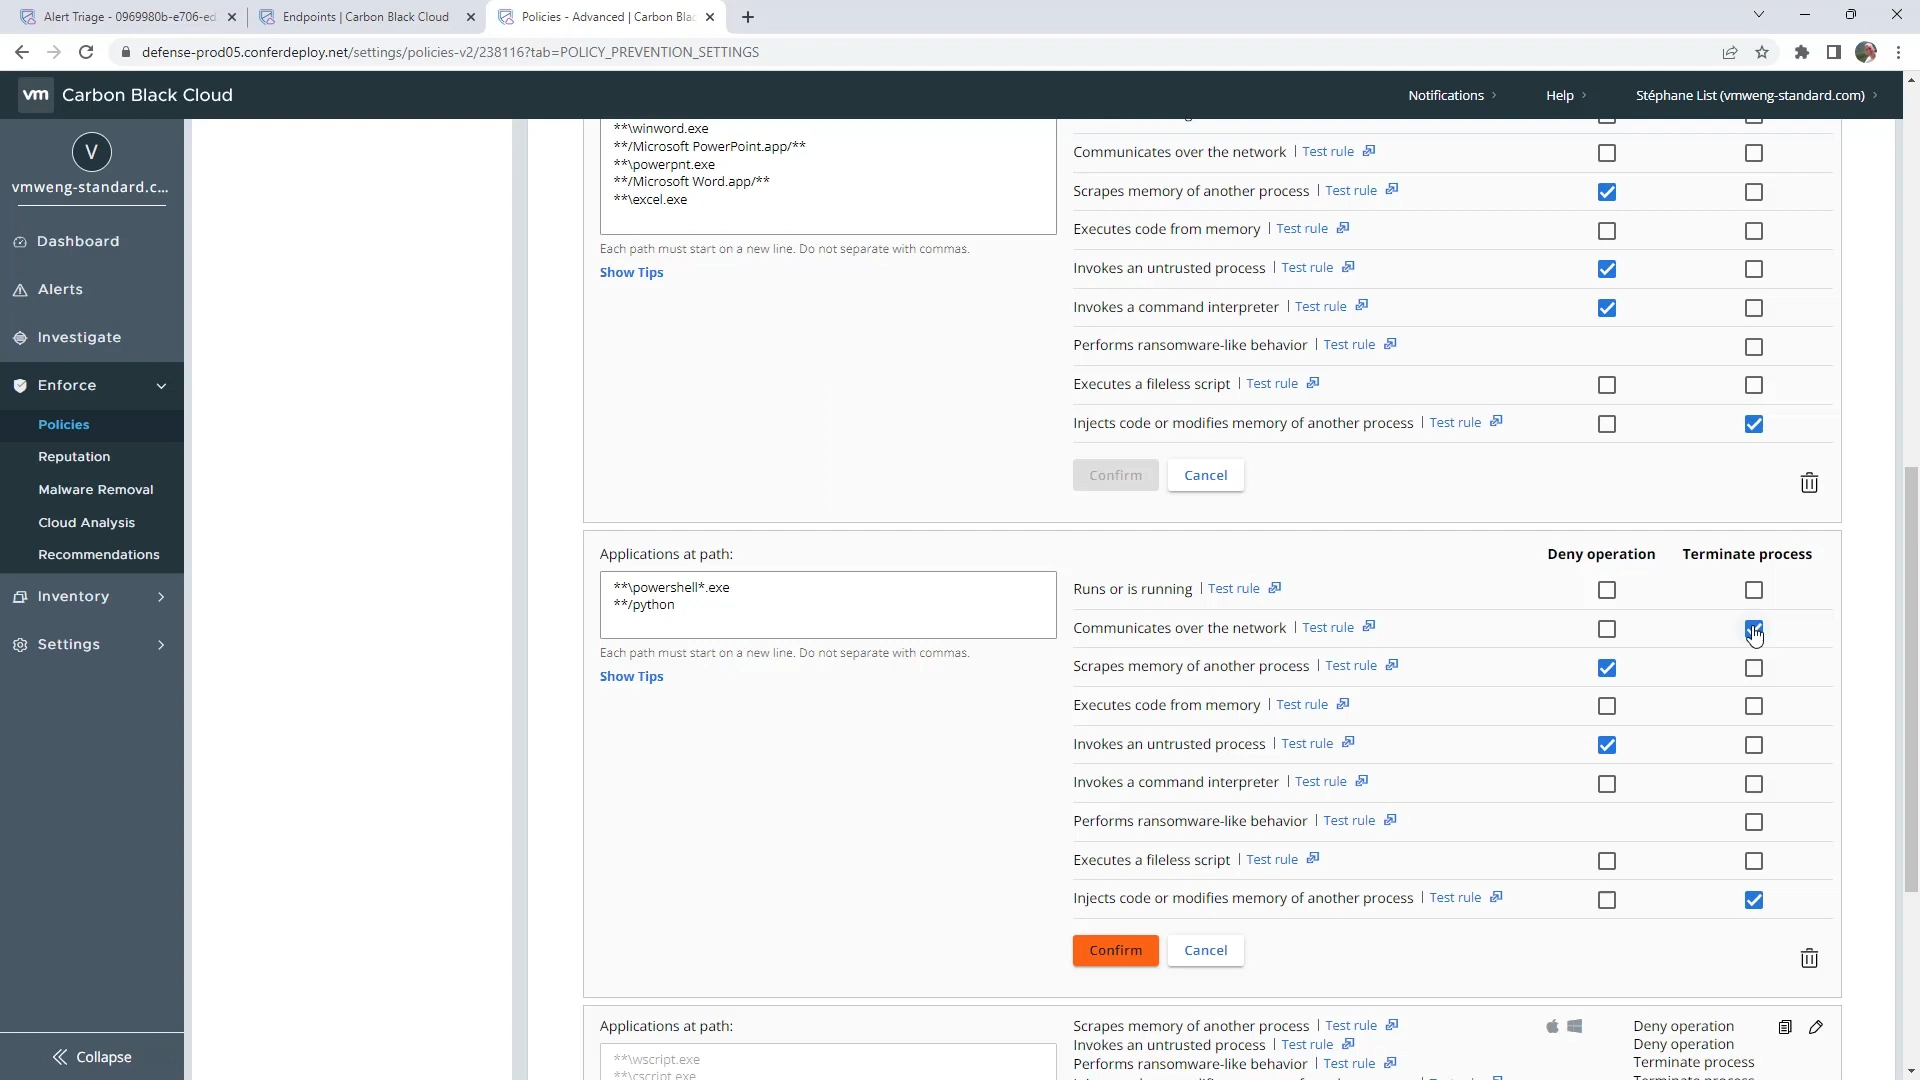 Alert Triage - 0969980b-e706-ed
Endpoints | Carbon Black Cloud
Policies - Advanced | Carbon Blac
defense-prod05.conferdeploy.net/settings/policies-v2/238116?tab=POLICY_PREVENTION_SETTINGS
vm Carbon Black Cloud
Notifications
Help
Stéphane List (vmweng-standard.com)
V
vmweng-standard.c...
Dashboard
Alerts
Investigate
Enforce
Policies
Reputation
Malware Removal
Cloud Analysis
Recommendations
Inventory
Settings
Collapse
**\winword.exe
**/Microsoft PowerPoint.app/**
**\powerpnt.exe
**/Microsoft Word.app/**
**\excel.exe
Each path must start on a new line. Do not separate with commas.
Show Tips
Communicates over the network | Test rule
Scrapes memory of another process | Test rule
Executes code from memory | Test rule
Invokes an untrusted process | Test rule
Invokes a command interpreter | Test rule
Performs ransomware-like behavior | Test rule
Executes a fileless script | Test rule
Injects code or modifies memory of another process | Test rule
Confirm Cancel
Applications at path:
**\powershell*.exe
**/python
Each path must start on a new line. Do not separate with commas.
Show Tips
Deny operation Terminate process
Runs or is running | Test rule
Communicates over the network | Test rule
Scrapes memory of another process | Test rule
Executes code from memory | Test rule
Invokes an untrusted process | Test rule
Invokes a command interpreter | Test rule
Performs ransomware-like behavior | Test rule
Executes a fileless script | Test rule
Injects code or modifies memory of another process | Test rule
Confirm Cancel
Applications at path:
**\wscript.exe
**\cscript.exe
Scrapes memory of another process | Test rule
Invokes an untrusted process | Test rule
Performs ransomware-like behavior | Test rule
Deny operation
Deny operation
Terminate process